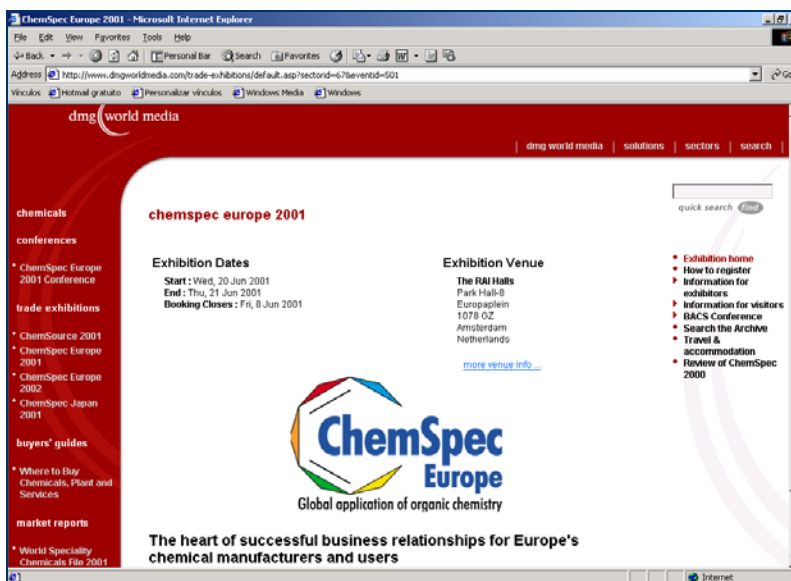 ChemSpec Europe 2001 - Microsoft Internet Explorer
File Edit View Favorites Tools Help
Back Personal Bar Search Favorites
Address http://www.dmgworldmedia.com/trade-exhibitions/default.asp?sectorid=67&eventid=501 Go
Vínculos Hotmail gratuito Personalizar vínculos Windows Media Windows
dmg world media
| dmg world media | solutions | sectors | search |
quick search find
chemicals
conferences
* ChemSpec Europe
2001 Conference
trade exhibitions
* ChemSource 2001
* ChemSpec Europe
2001
* ChemSpec Europe
2002
* ChemSpec Japan
2001
buyers' guides
* Where to Buy
Chemicals, Plant and
Services
market reports
* World Speciality
Chemicals File 2001
chemspec europe 2001
Exhibition Dates
Start : Wed, 20 Jun 2001
End : Thu, 21 Jun 2001
Booking Closes : Fri, 8 Jun 2001
Exhibition Venue
The RAI Halls
Park Hall-8
Europaplein
1078 GZ
Amsterdam
Netherlands
more venue info ...
Exhibition home
How to register
Information for
exhibitors
Information for visitors
BACS Conference
Search the Archive
Travel &
accommodation
Review of ChemSpec
2000
ChemSpec
Europe
Global application of organic chemistry
The heart of successful business relationships for Europe's
chemical manufacturers and users
Internet